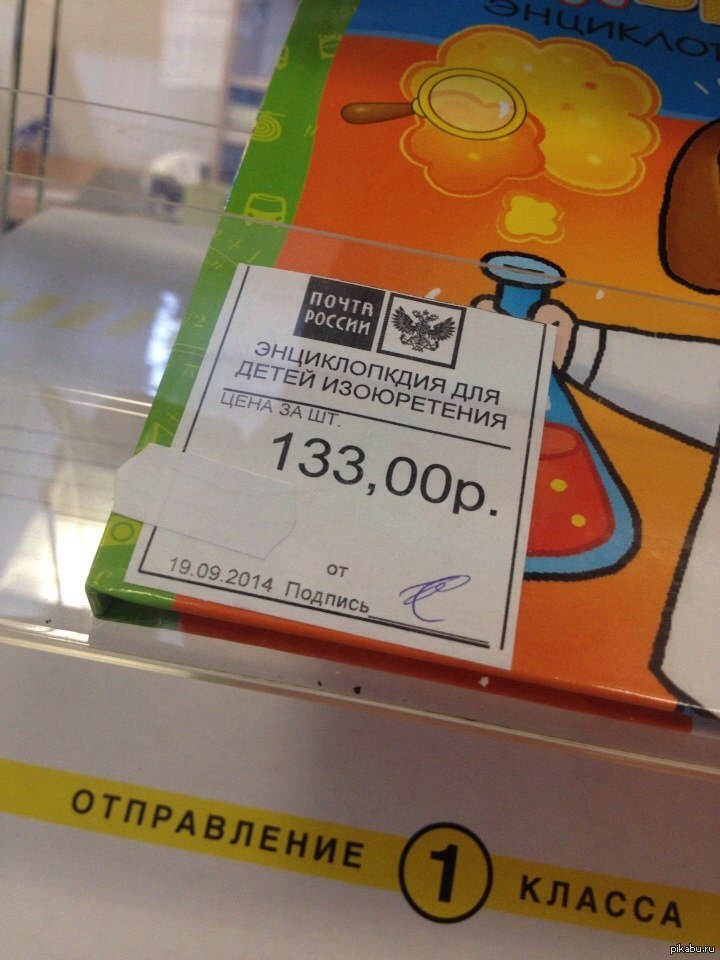 ЭНЦИКЛО
ПОЧТА
РОССИИ
ЭНЦИКЛОПКДИЯ ДЛЯ
ДЕТЕЙ ИЗОЮРЕТЕНИЯ
ЦЕНА ЗА ШТ.
133,00р.
от
19.09.2014 Подпись
ОТПРАВЛЕНИЕ 1 КЛАССА
pikabu.ru